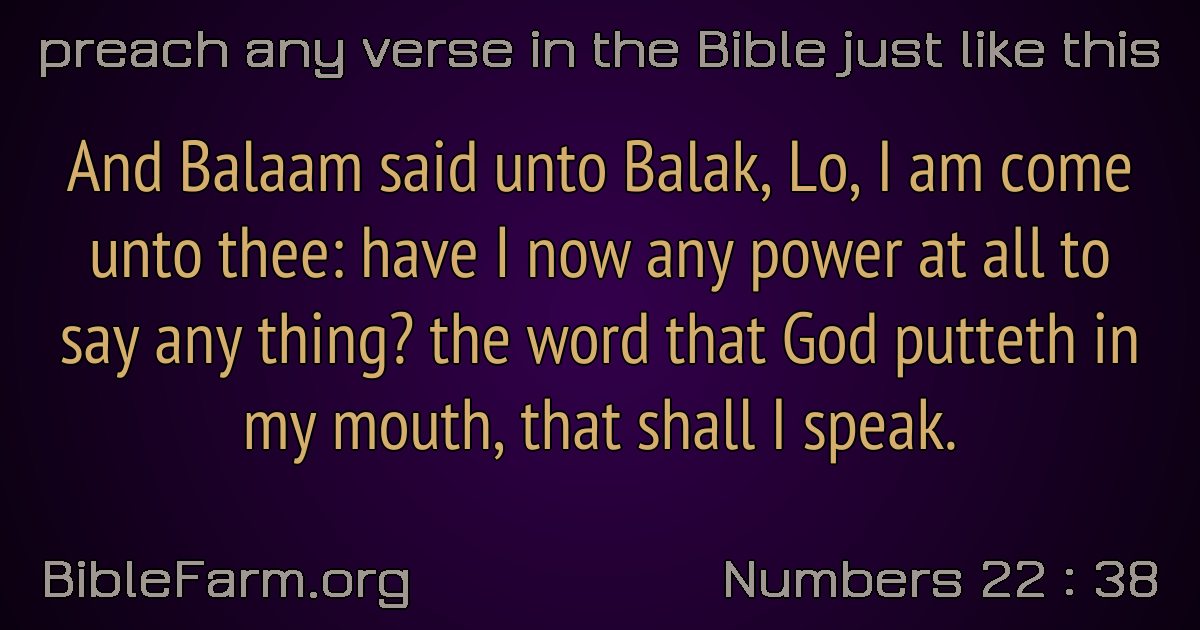 preach any verse in the Bible just like this
And Balaam said unto Balak, Lo, I am come
unto thee: have I now any power at all to
say any thing? the word that God putteth in
my mouth, that shall I speak.
BibleFarm.org
Numbers 22 : 38